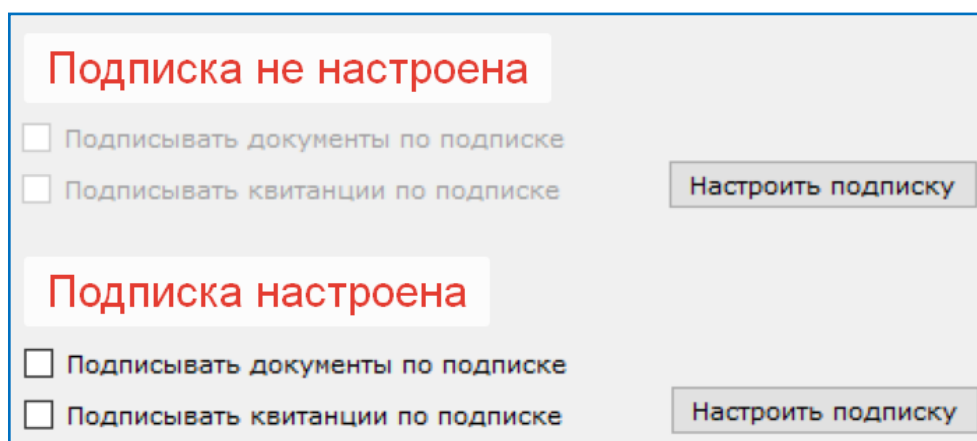 Подписка не настроена
Подписывать документы по подписке
Подписывать квитанции по подписке
Настроить подписку
Подписка настроена
Подписывать документы по подписке
Подписывать квитанции по подписке
Настроить подписку